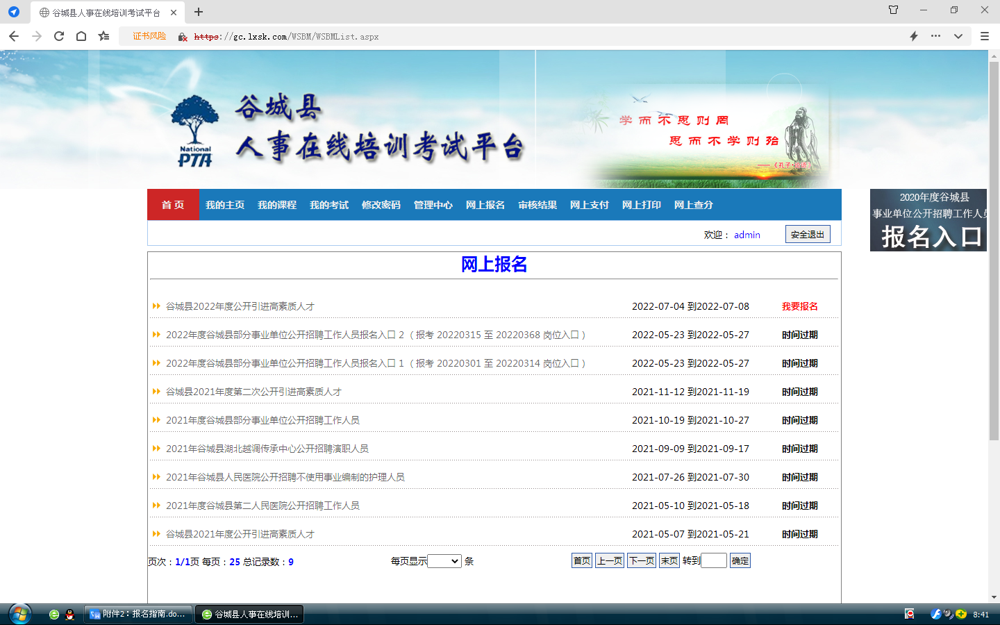 谷城县人事在线培训考试平台
证书风险 https://gc.lxsk.com/WSBM/WSBMList.aspx
谷城县
人事在线培训考试平台
National
PTA
学而不思则罔
思而不学则殆
首 页 我的主页 我的课程 我的考试 修改密码 管理中心 网上报名 审核结果 网上支付 网上打印 网上查分
2020年度谷城县
事业单位公开招聘工作人员
报名入口
欢迎： admin 安全退出
网上报名
谷城县2022年度公开引进高素质人才 2022-07-04 到2022-07-08 我要报名
2022年度谷城县部分事业单位公开招聘工作人员报名入口 2 （ 报考 20220315 至 20220368 岗位入口 ） 2022-05-23 到2022-05-27 时间过期
2022年度谷城县部分事业单位公开招聘工作人员报名入口 1 （ 报考 20220301 至 20220314 岗位入口 ） 2022-05-23 到2022-05-27 时间过期
谷城县2021年度第二次公开引进高素质人才 2021-11-12 到2021-11-19 时间过期
2021年度谷城县部分事业单位公开招聘工作人员 2021-10-19 到2021-10-27 时间过期
2021年谷城县湖北越调传承中心公开招聘演职人员 2021-09-09 到2021-09-17 时间过期
2021年谷城县人民医院公开招聘不使用事业编制的护理人员 2021-07-26 到2021-07-30 时间过期
2021年度谷城县第二人民医院公开招聘工作人员 2021-05-10 到2021-05-18 时间过期
谷城县2021年度公开引进高素质人才 2021-05-07 到2021-05-21 时间过期
页次：1/1页 每页：25 总记录数：9 每页显示 条 首页 上一页 下一页 末页 转到 确定
附件2：报名指南.do... 谷城县人事在线培训... 8:41